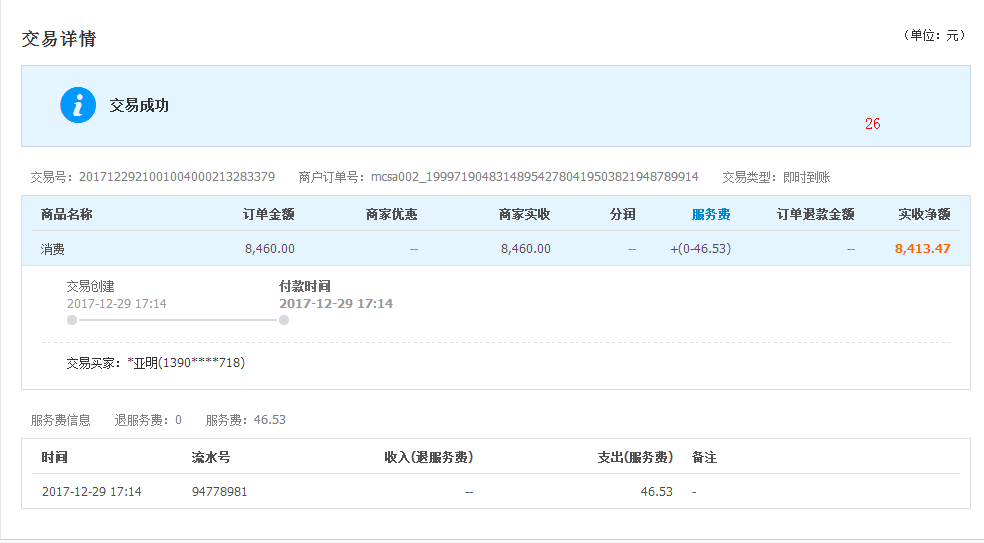 交易详情
（单位：元）
交易成功
26
交易号：2017122921001004000213283379 商户订单号：mcsa002_19997190483148954278041950382194878​9914 交易类型：即时到账
商品名称 订单金额 商家优惠 商家实收 分润 服务费 订单退款金额 实收净额
消费 8,460.00 -- 8,460.00 -- +(0-46.53) -- 8,413.47
交易创建 付款时间
2017-12-29 17:14 2017-12-29 17:14
交易买家：*亚明(1390****718)
服务费信息 退服务费：0 服务费：46.53
时间 流水号 收入(退服务费) 支出(服务费) 备注
2017-12-29 17:14 94778981 -- 46.53 -